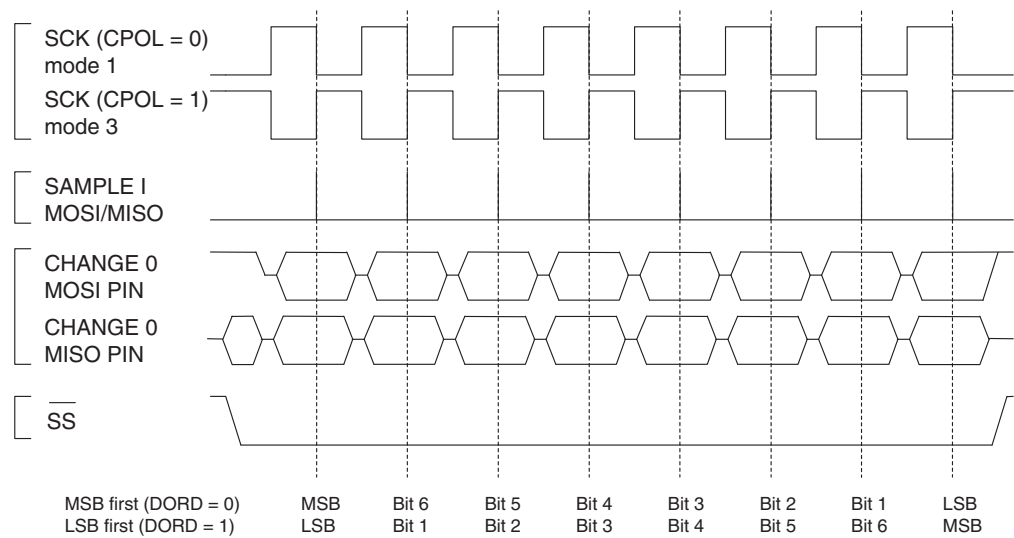 SCK (CPOL = 0)
mode 1
SCK (CPOL = 1)
mode 3
SAMPLE I
MOSI/MISO
CHANGE 0
MOSI PIN
CHANGE 0
MISO PIN
SS
MSB first (DORD = 0) MSB Bit 6 Bit 5 Bit 4 Bit 3 Bit 2 Bit 1 LSB
LSB first (DORD = 1) LSB Bit 1 Bit 2 Bit 3 Bit 4 Bit 5 Bit 6 MSB